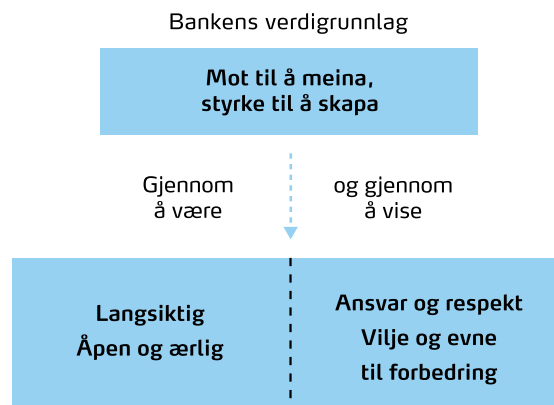 Bankens verdigrunnlag
Mot til å meina,
styrke til å skapa
Gjennom
å være
og gjennom
å vise
Langsiktig
Åpen og ærlig
Ansvar og respekt
Vilje og evne
til forbedring